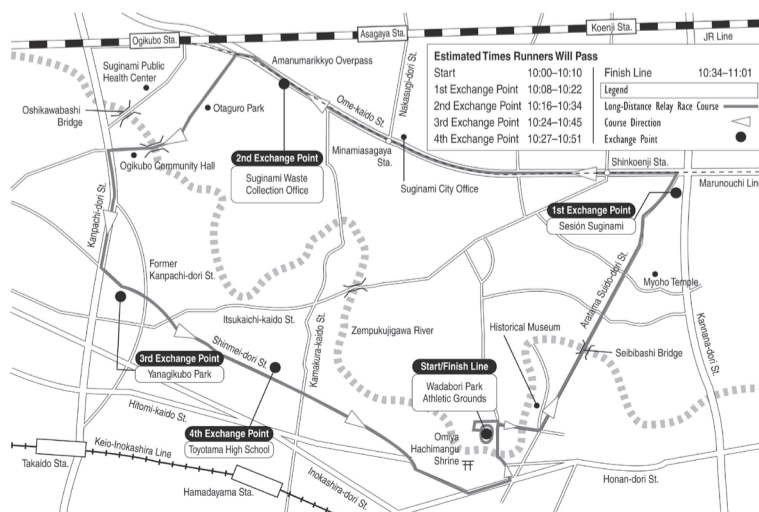 Ogikubo Sta.
Asagaya Sta.
Koenji Sta.
JR Line
Suginami Public
Health Center
Amanumarikkyo Overpass
Nakasugi-dori St.
Estimated Times Runners Will Pass
Start 10:00–10:10
1st Exchange Point 10:08–10:22
2nd Exchange Point 10:16–10:34
3rd Exchange Point 10:24–10:45
4th Exchange Point 10:27–10:51
Finish Line 10:34–11:01
Legend
Long-Distance Relay Race Course
Course Direction
Exchange Point
Oshikawabashi
Bridge
Otaguro Park
Ome-kaido St.
Ogikubo Community Hall
2nd Exchange Point
Suginami Waste
Collection Office
Minamiasagaya
Sta.
Suginami City Office
Shinkoenji Sta.
Marunouchi Line
1st Exchange Point
Sesión Suginami
Kanpachi-dori St.
Former
Kanpachi-dori St.
Myoho Temple
Aratama Suido-dori St.
Kannana-dori St.
Itsukaichi-kaido St.
Zempukujigawa River
Historical Museum
Seibibashi Bridge
Shinmei-dori St.
Kamakura-kaido St.
3rd Exchange Point
Yanagikubo Park
Start/Finish Line
Wadabori Park
Athletic Grounds
Hitomi-kaido St.
4th Exchange Point
Toyotama High School
Omiya
Hachimangu
Shrine
Keio-Inokashira Line
Takaido Sta.
Hamadayama Sta.
Inokashira-dori St.
Honan-dori St.